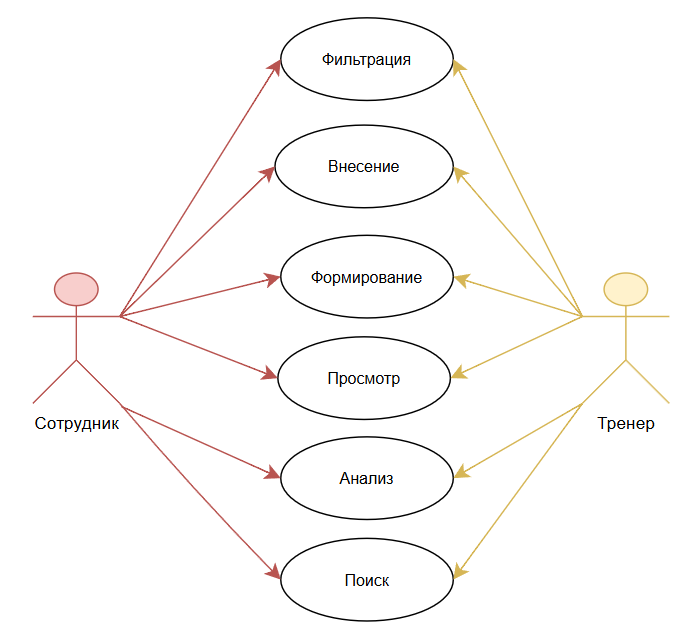 Фильтрация
Внесение
Формирование
Просмотр
Сотрудник
Тренер
Анализ
Поиск